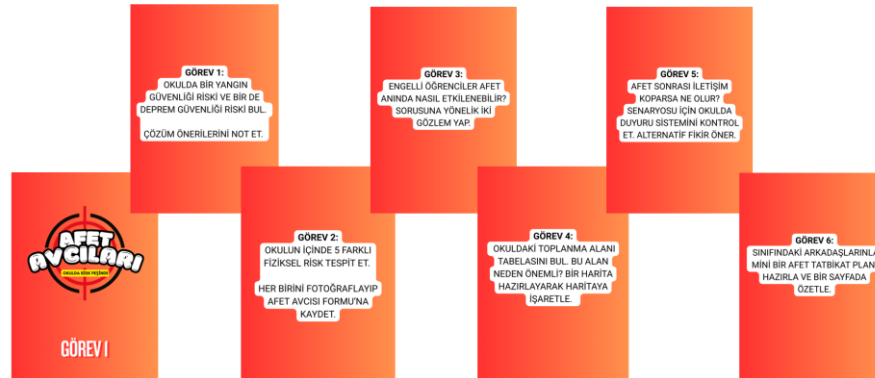 AFET
AVCILARI
OKULDA RİSK PEŞİNDE
GÖREV I
GÖREV 1:
OKULDA BİR YANGIN
GÜVENLİĞİ RİSKİ VE BİR DE
DEPREM GÜVENLİĞİ RİSKİ BUL.
ÇÖZÜM ÖNERİLERİNİ NOT ET.
GÖREV 2:
OKULUN İÇİNDE 5 FARKLI
FİZİKSEL RİSK TESPİT ET.
HER BİRİNİ FOTOĞRAFLAYIP
AFET AVCISI FORMU'NA
KAYDET.
GÖREV 3:
ENGELLİ ÖĞRENCİLER AFET
ANINDA NASIL ETKİLENEBİLİR?
SORUSUNA YÖNELİK İKİ
GÖZLEM YAP.
GÖREV 4:
OKULDAKİ TOPLANMA ALANI
TABELASINI BUL. BU ALAN
NEDEN ÖNEMLİ? BİR HARİTA
HAZIRLAYARAK HARİTAYA
İŞARETLE.
GÖREV 5:
AFET SONRASI İLETİŞİM
KOPARSA NE OLUR?
SENARYOSU İÇİN OKULDA
DUYURU SİSTEMİNİ KONTROL
ET. ALTERNATİF FİKİR ÖNER.
GÖREV 6:
SINIFINDAKİ ARKADAŞLARINLA
MİNİ BİR AFET TATBİKAT PLAN
HAZIRLA VE BİR SAYFADA
ÖZETLE.